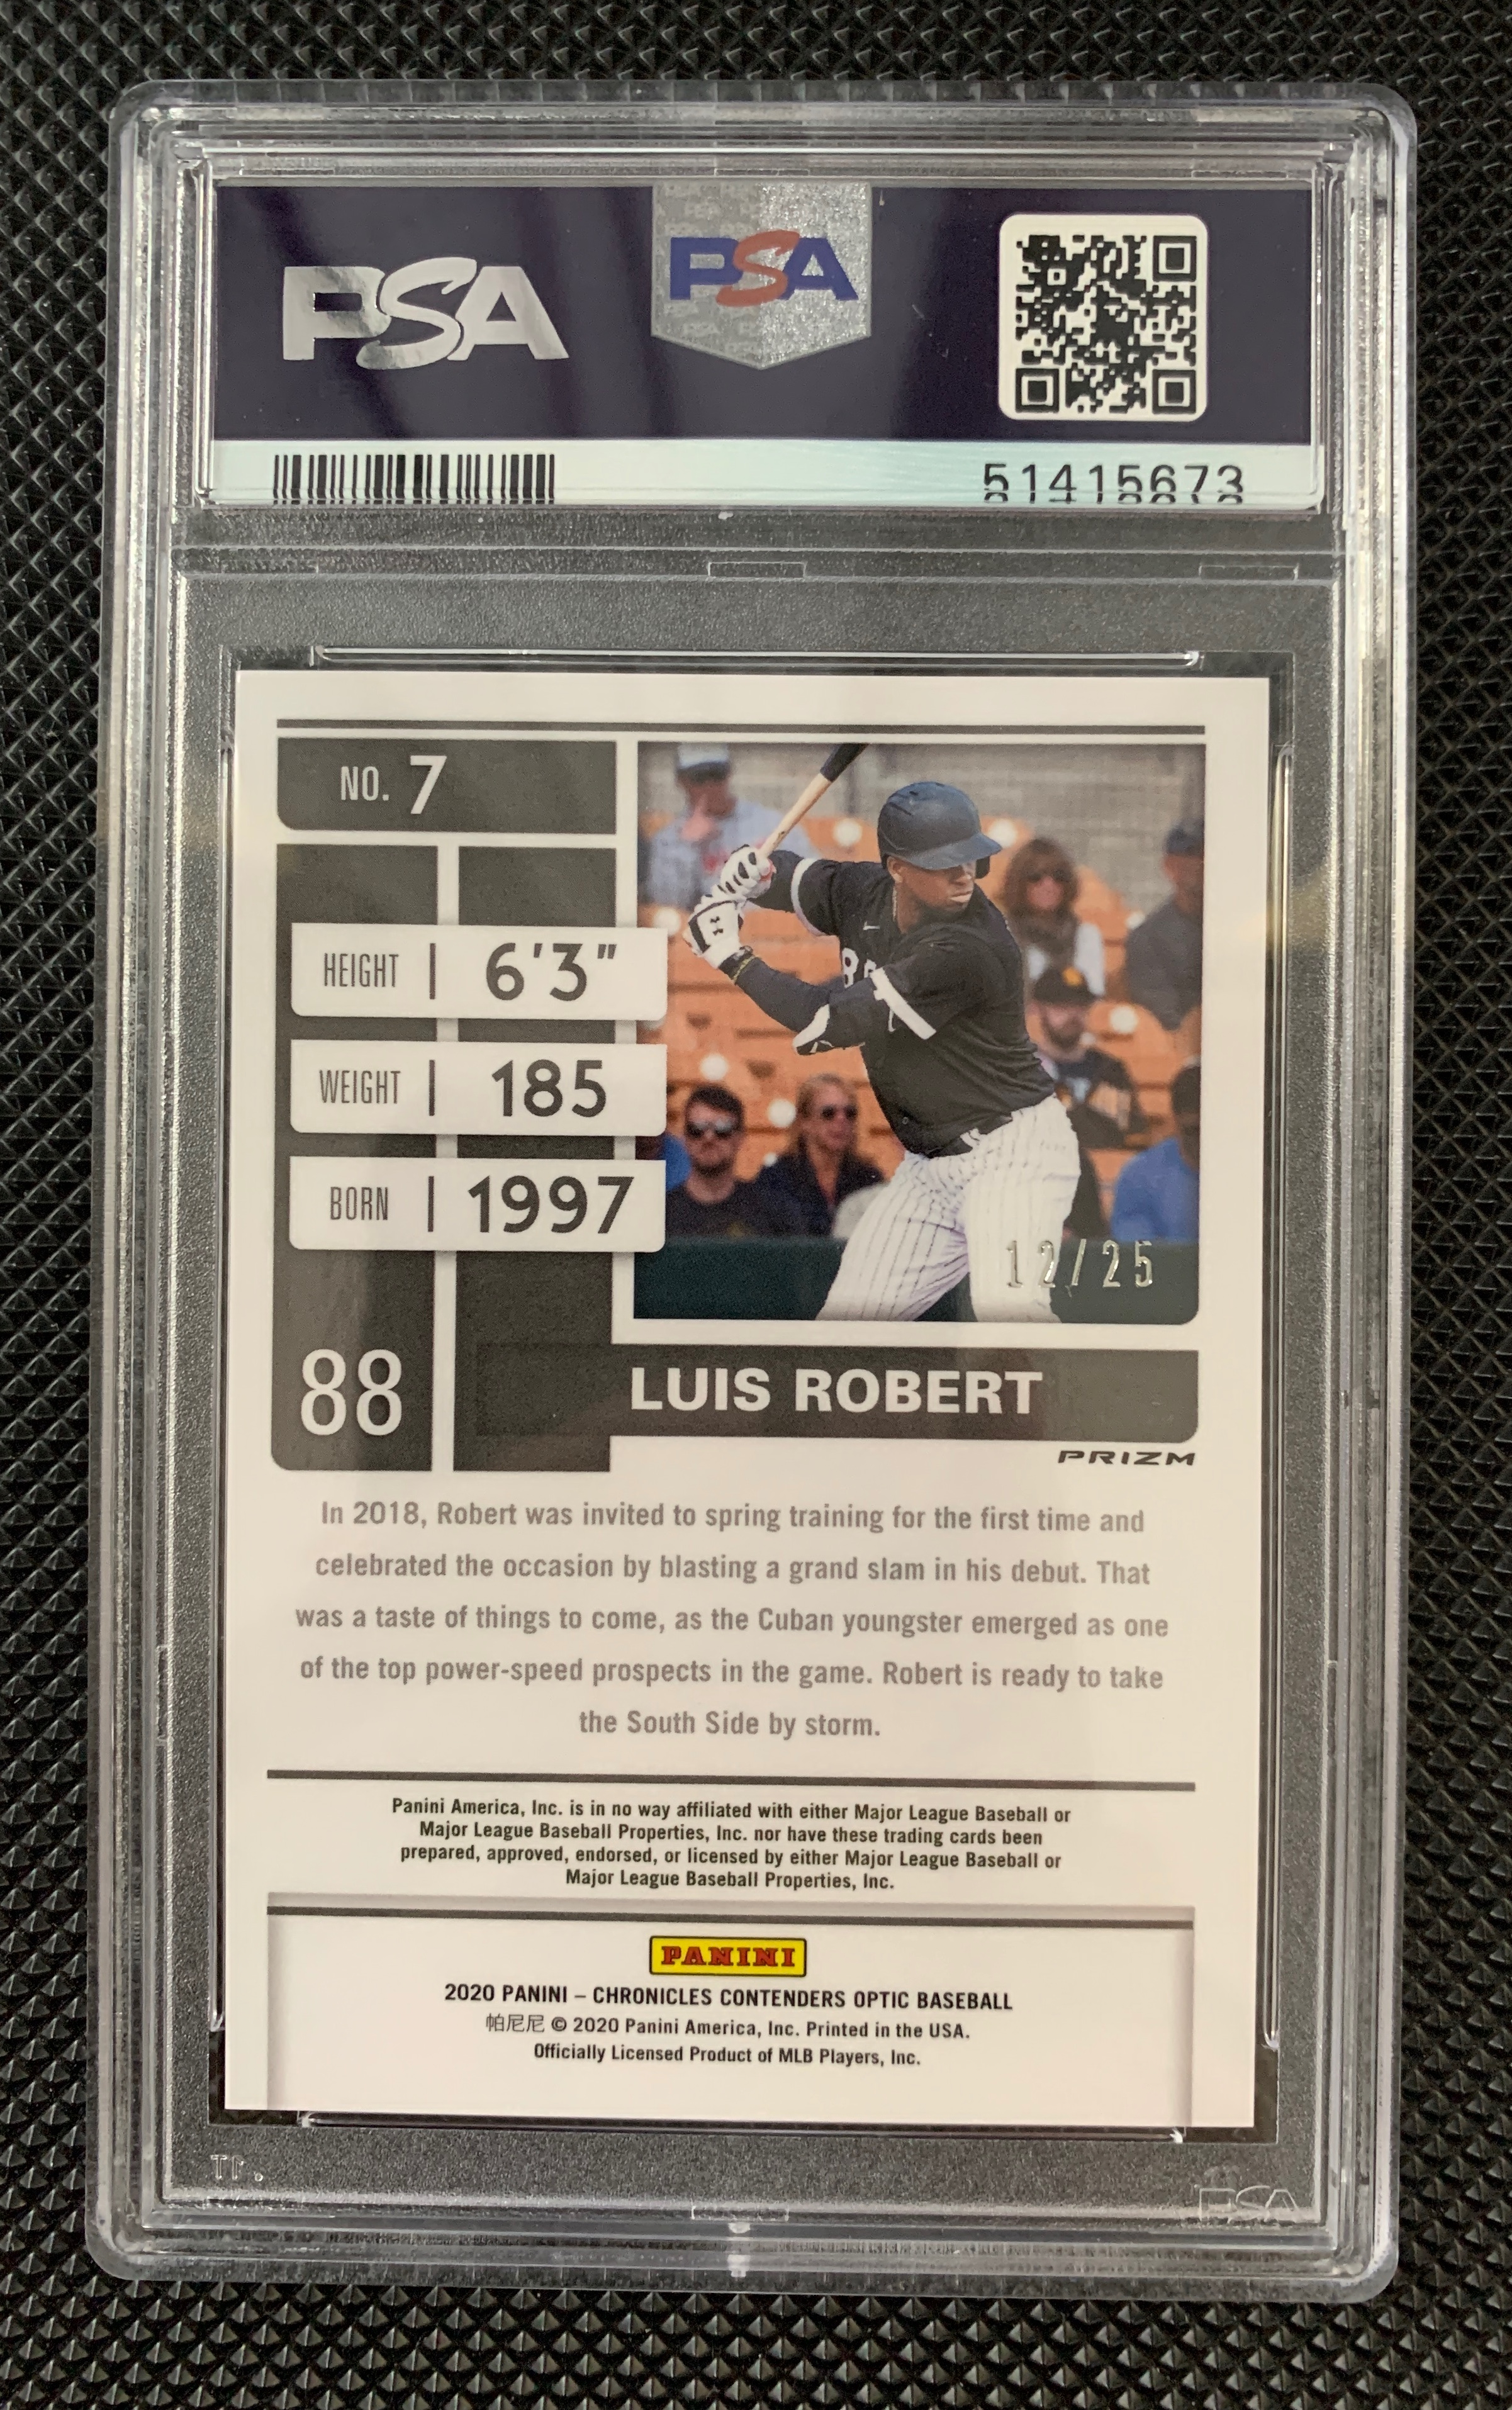 PSA
PSA
51415673
NO. 7
HEIGHT | 6'3"
WEIGHT | 185
BORN | 1997
12/25
88
LUIS ROBERT
PRIZM
In 2018, Robert was invited to spring training for the first time and
celebrated the occasion by blasting a grand slam in his debut. That
was a taste of things to come, as the Cuban youngster emerged as one
of the top power-speed prospects in the game. Robert is ready to take
the South Side by storm.
Panini America, Inc. is in no way affiliated with either Major League Baseball or
Major League Baseball Properties, Inc. nor have these trading cards been
prepared, approved, endorsed, or licensed by either Major League Baseball or
Major League Baseball Properties, Inc.
PANINI
2020 PANINI – CHRONICLES CONTENDERS OPTIC BASEBALL
帕尼尼 © 2020 Panini America, Inc. Printed in the USA.
Officially Licensed Product of MLB Players, Inc.
PSA